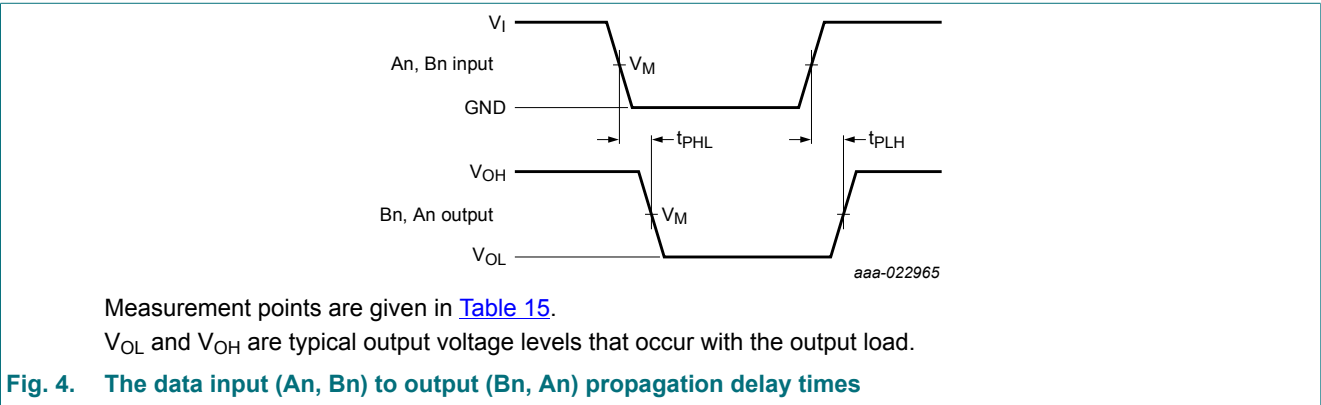 VI
An, Bn input
VM
GND
tPHL
tPLH
VOH
Bn, An output
VM
VOL
aaa-022965
Measurement points are given in Table 15.
VOL and VOH are typical output voltage levels that occur with the output load.
Fig. 4. The data input (An, Bn) to output (Bn, An) propagation delay times